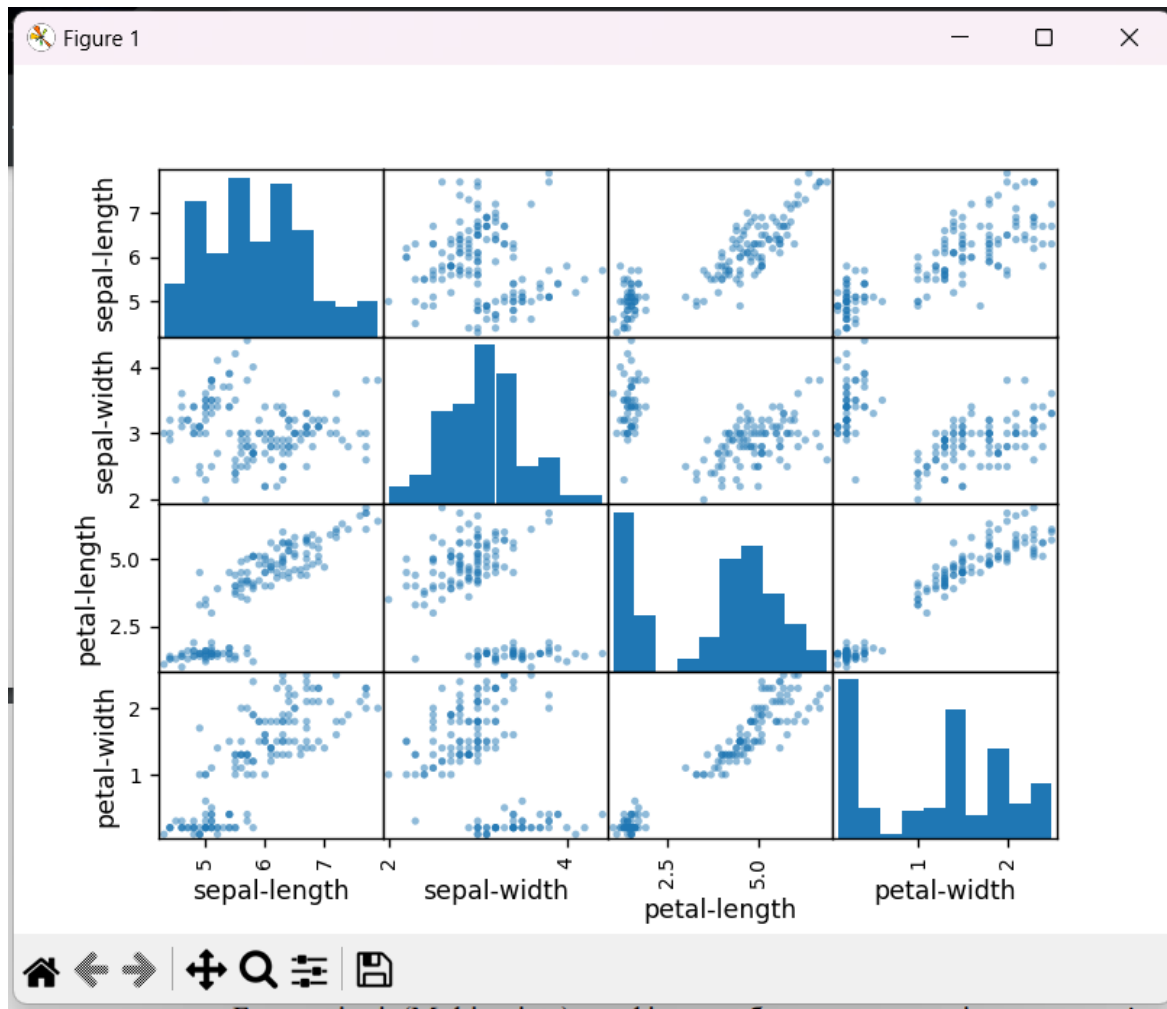 Figure 1
sepal-length
7
6
5
sepal-width
4
3
2
petal-length
5.0
2.5
petal-width
2
1
5 6 7 2 4 2.5 5.0 1 2
sepal-length sepal-width petal-length petal-width